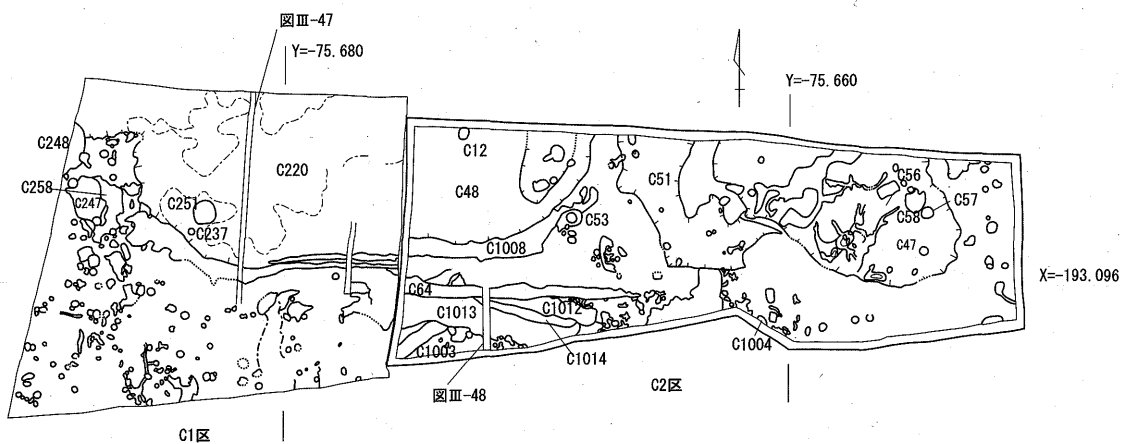 図Ⅲ-47
Y=-75.680
Y=-75.660
C248
C258
C247
C251
C237
C220
C12
C48
C53
C1008
C51
C56
C57
C58
C47
X=-193.096
C64
C1013
C1012
C1003
C1014
C1004
図Ⅲ-48
C2区
C1区